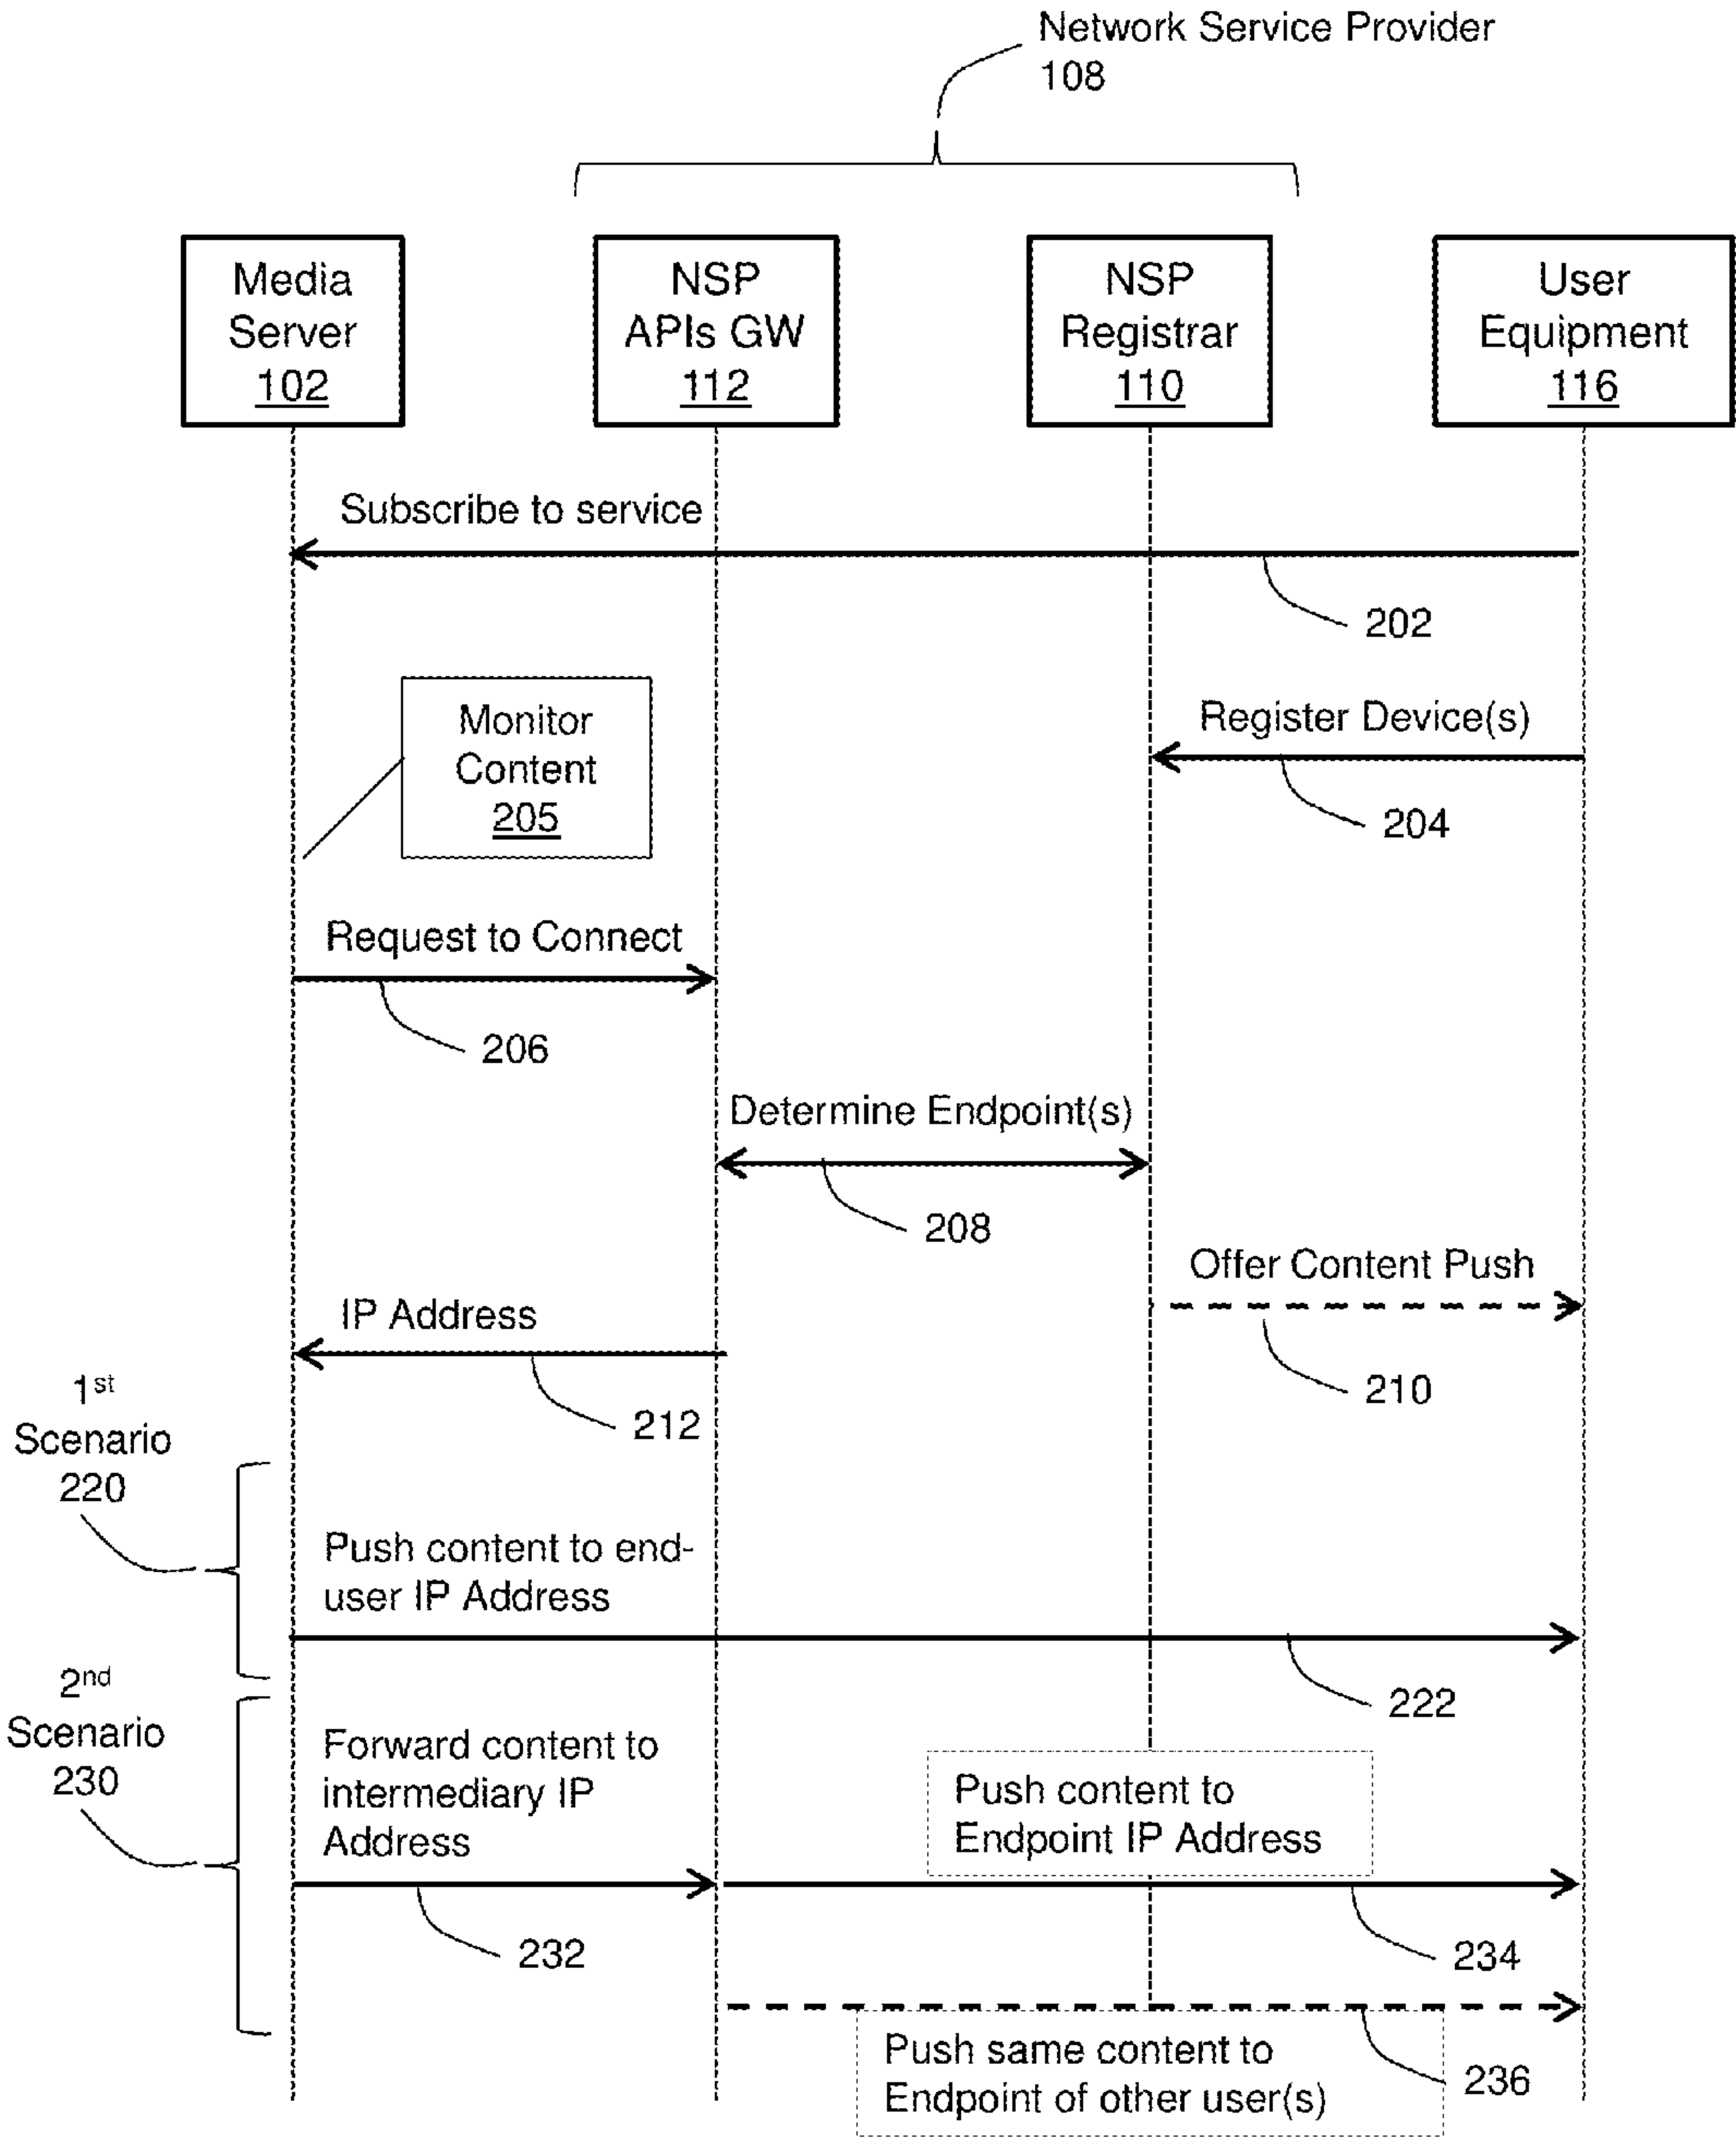 Network Service Provider
108
Media
Server
102
NSP
APIs GW
112
NSP
Registrar
110
User
Equipment
116
Subscribe to service
202
Monitor
Content
205
Register Device(s)
204
Request to Connect
206
Determine Endpoint(s)
208
Offer Content Push
210
IP Address
212
1st
Scenario
220
Push content to end-
user IP Address
222
2nd
Scenario
230
Forward content to
intermediary IP
Address
232
Push content to
Endpoint IP Address
234
Push same content to
Endpoint of other user(s)
236